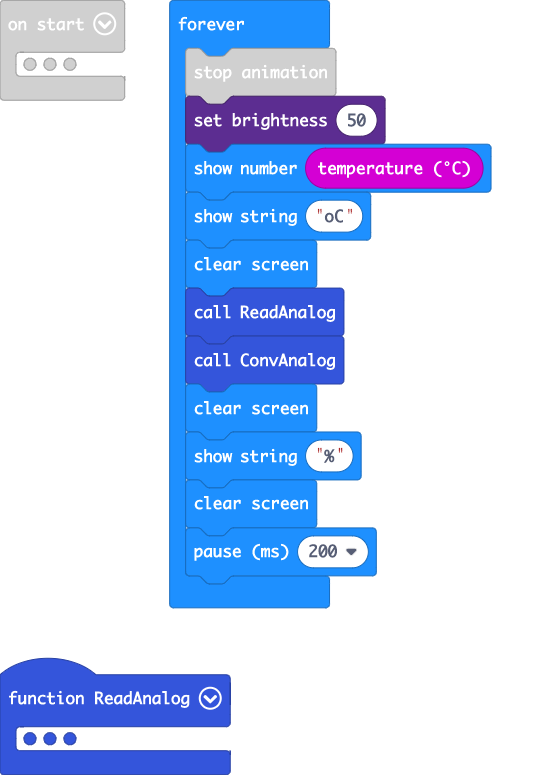 on start
forever
stop animation
set brightness 50
show number temperature (°C)
show string "oC"
clear screen
call ReadAnalog
call ConvAnalog
clear screen
show string "%"
clear screen
pause (ms) 200
function ReadAnalog